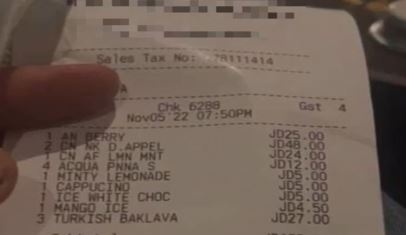 Sales Tax No:
Chk 6288 Gst 4
Nov05'22 07:50PM
1 AN BERRY JD25.00
2 CN NK D.APPEL JD48.00
1 CN AF LMN MNT JD24.00
4 ACQUA PNNA S JD12.00
1 MINTY LEMONADE JD5.00
1 CAPPUCINO JD5.00
1 ICE WHITE CHOC JD5.00
1 MANGO ICE JD4.50
3 TURKISH BAKLAVA JD27.00